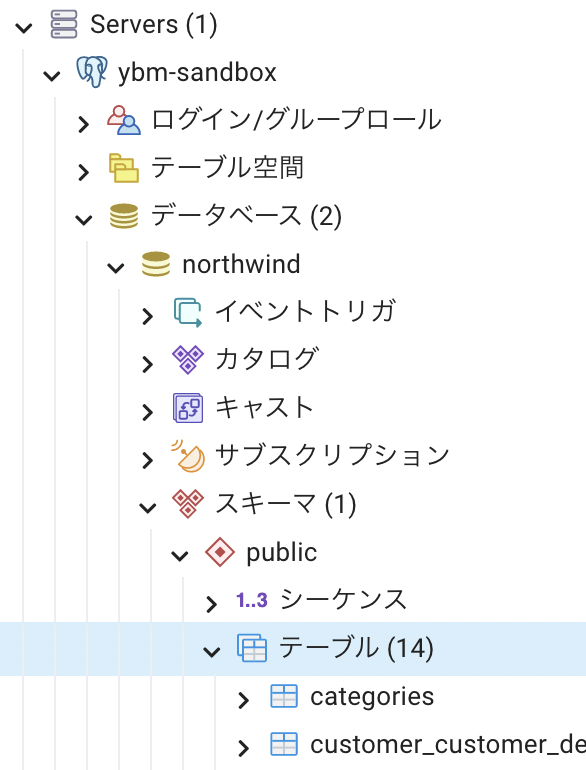 Servers (1)
ybm-sandbox
ログイン/グループロール
テーブル空間
データベース (2)
northwind
イベントトリガ
カタログ
キャスト
サブスクリプション
スキーマ (1)
public
1..3 シーケンス
テーブル (14)
categories
customer_customer_de